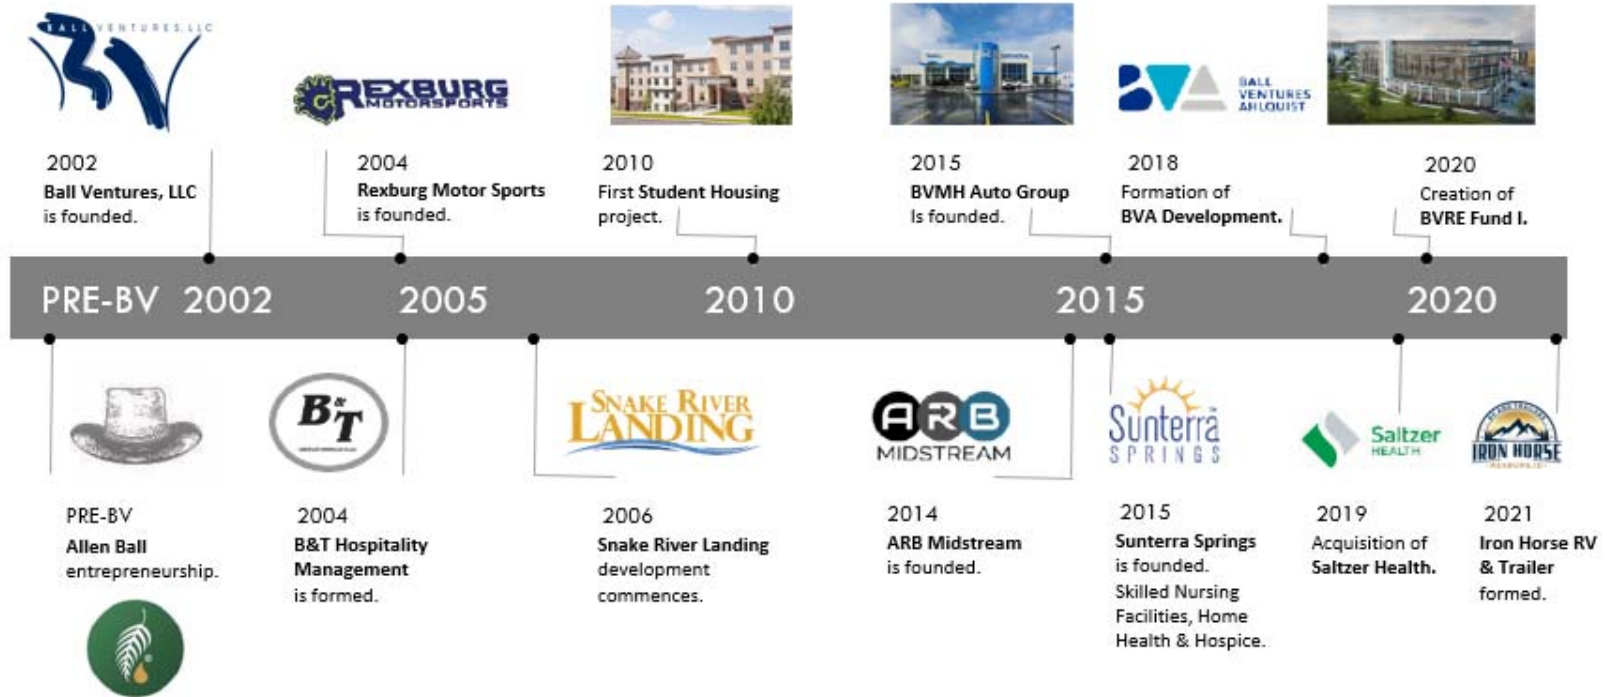 BALL VENTURES, LLC
BV
REXBURG
MOTORSPORTS
BVA
BALL
VENTURES
AHLQUIST
2002
Ball Ventures, LLC
is founded.
2004
Rexburg Motor Sports
is founded.
2010
First Student Housing
project.
2015
BVMH Auto Group
Is founded.
2018
Formation of
BVA Development.
2020
Creation of
BVRE Fund I.
PRE-BV 2002 2005 2010 2015 2020
B&T
SNAKE RIVER
LANDING
ARB
MIDSTREAM
Sunterra
SPRINGS
Saltzer
HEALTH
IRON HORSE
PRE-BV
Allen Ball
entrepreneurship.
2004
B&T Hospitality
Management
is formed.
2006
Snake River Landing
development
commences.
2014
ARB Midstream
is founded.
2015
Sunterra Springs
is founded.
Skilled Nursing
Facilities, Home
Health & Hospice.
2019
Acquisition of
Saltzer Health.
2021
Iron Horse RV
& Trailer
formed.